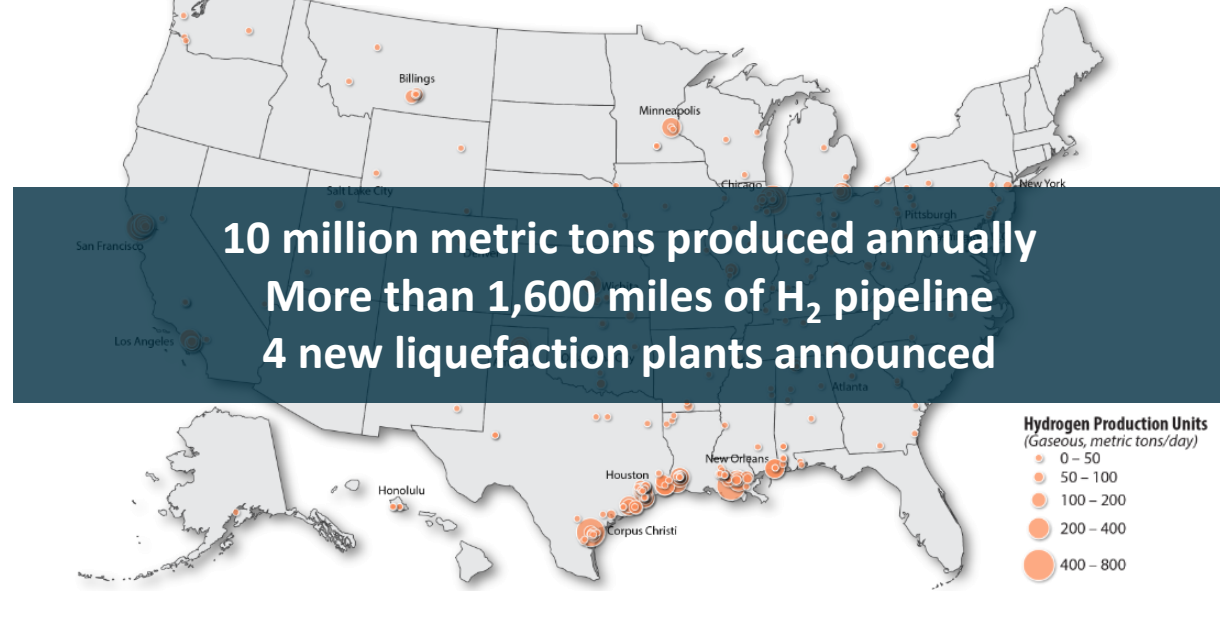 Billings
Minneapolis
Chicago
New York
Salt Lake City
Pittsburgh
San Francisco
10 million metric tons produced annually
Denver
More than 1,600 miles of H₂ pipeline
Wichita
Los Angeles
4 new liquefaction plants announced
Atlanta
Hydrogen Production Units
(Gaseous, metric tons/day)
0 – 50
50 – 100
100 – 200
200 – 400
400 – 800
New Orleans
Houston
Honolulu
Corpus Christi